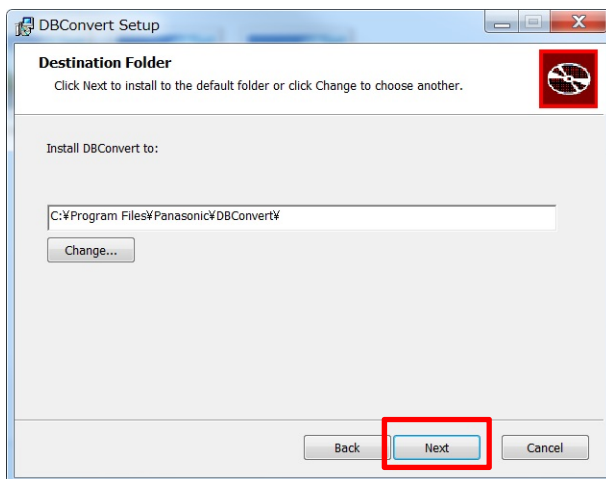 DBConvert Setup
Destination Folder
Click Next to install to the default folder or click Change to choose another.
Install DBConvert to:
C:¥Program Files¥Panasonic¥DBConvert¥
Change...
Back Next Cancel